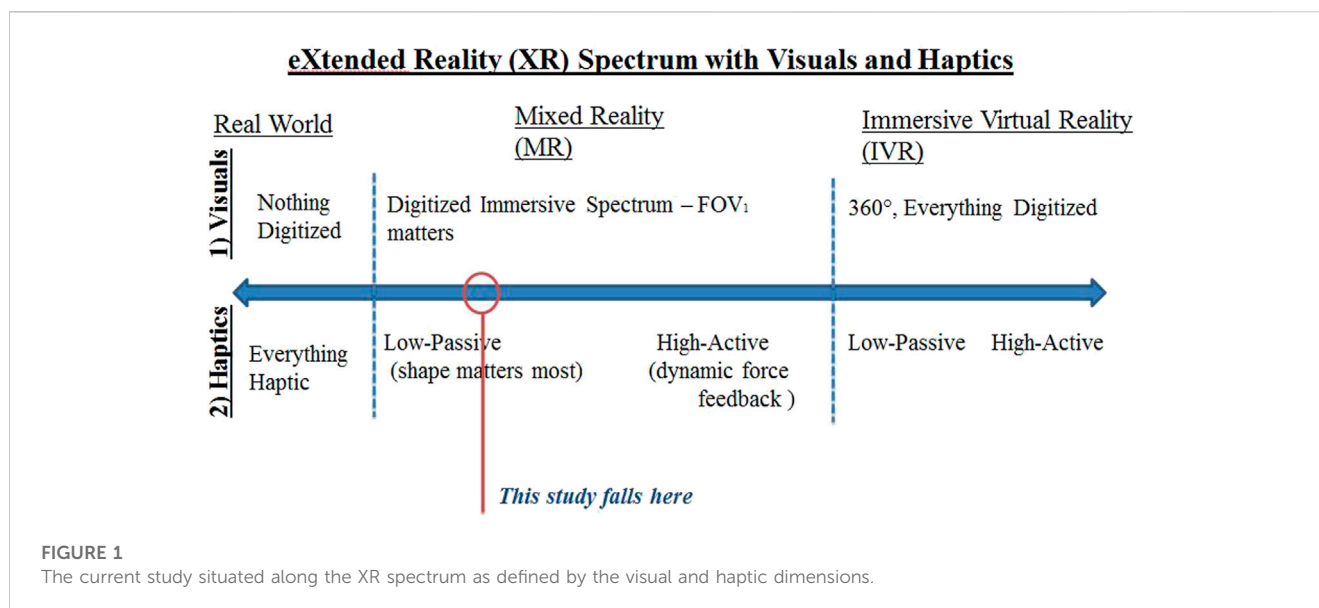 eXtended Reality (XR) Spectrum with Visuals and Haptics
Real World
Mixed Reality
(MR)
Immersive Virtual Reality
(IVR)
1) Visuals
Nothing
Digitized
Digitized Immersive Spectrum – FOV₁
matters
360°, Everything Digitized
2) Haptics
Everything
Haptic
Low-Passive
(shape matters most)
High-Active
(dynamic force
feedback )
Low-Passive
High-Active
This study falls here
FIGURE 1
The current study situated along the XR spectrum as defined by the visual and haptic dimensions.